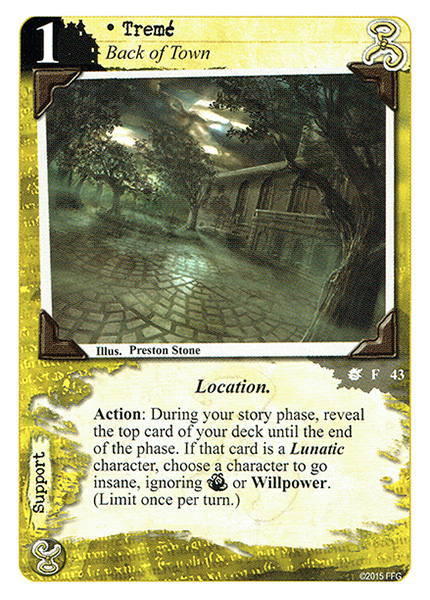 1
• Tremé
Back of Town
Illus. Preston Stone
F 43
Location.
Action: During your story phase, reveal
the top card of your deck until the end
of the phase. If that card is a Lunatic
character, choose a character to go
insane, ignoring or Willpower.
(Limit once per turn.)
Support
©2015 FFG